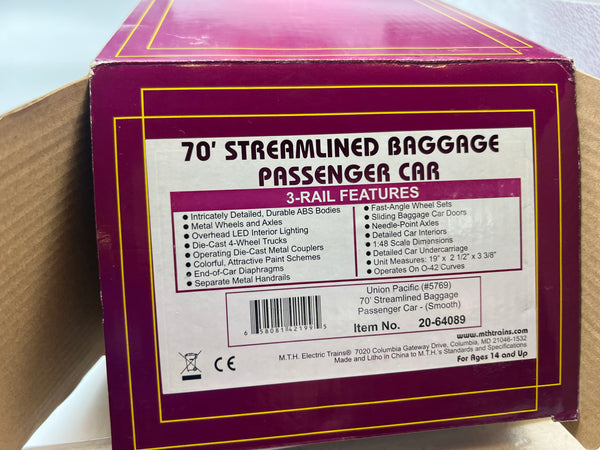 70' STREAMLINED BAGGAGE
PASSENGER CAR
3-RAIL FEATURES
• Intricately Detailed, Durable ABS Bodies
• Metal Wheels and Axles
• Overhead LED Interior Lighting
• Die-Cast 4-Wheel Trucks
• Operating Die-Cast Metal Couplers
• Colorful, Attractive Paint Schemes
• End-of-Car Diaphragms
• Separate Metal Handrails
• Fast-Angle Wheel Sets
• Sliding Baggage Car Doors
• Needle-Point Axles
• Detailed Car Interiors
• 1:48 Scale Dimensions
• Detailed Car Undercarriage
• Unit Measures: 19" x 2 1/2" x 3 3/8"
• Operates On O-42 Curves
Union Pacific (#5769)
70' Streamlined Baggage
Passenger Car - (Smooth)
6 58081 42199 5
Item No. 20-64089
www.mthtrains.com
M.T.H. Electric Trains® 7020 Columbia Gateway Drive, Columbia, MD 21046-1532
Made and Litho in China to M.T.H.'s Standards and Specifications
For Ages 14 and Up
CE